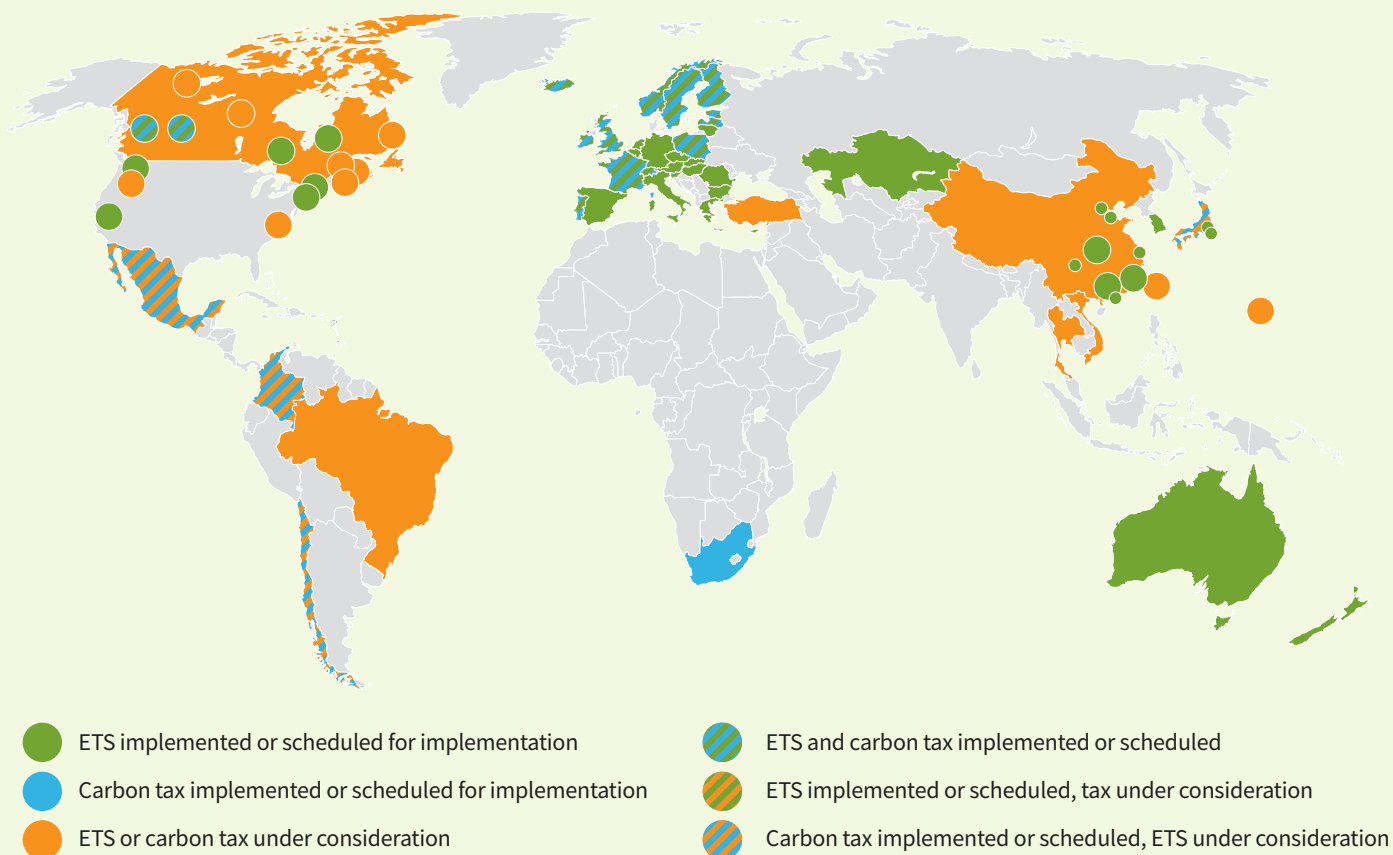 ETS implemented or scheduled for implementation
Carbon tax implemented or scheduled for implementation
ETS or carbon tax under consideration
ETS and carbon tax implemented or scheduled
ETS implemented or scheduled, tax under consideration
Carbon tax implemented or scheduled, ETS under consideration